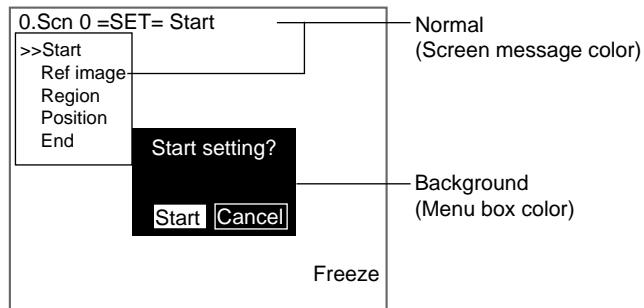 0.Scn 0 =SET= Start
>>Start
Ref image
Region
Position
End
Start setting?
Start Cancel
Freeze
Normal
(Screen message color)
Background
(Menu box color)